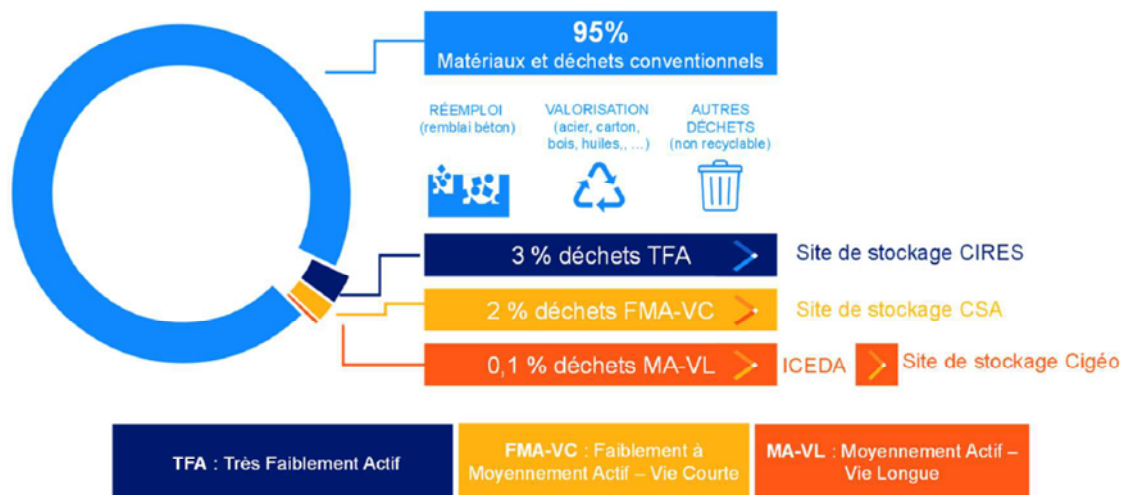 95%
Matériaux et déchets conventionnels
RÉEMPLOI
(remblai béton)
VALORISATION
(acier, carton,
bois, huiles,, ...)
AUTRES
DÉCHETS
(non recyclable)
3 % déchets TFA
Site de stockage CIRES
2 % déchets FMA-VC
Site de stockage CSA
0,1 % déchets MA-VL
ICEDA
Site de stockage Cigéo
TFA : Très Faiblement Actif
FMA-VC : Faiblement à
Moyennement Actif – Vie Courte
MA-VL : Moyennement Actif –
Vie Longue